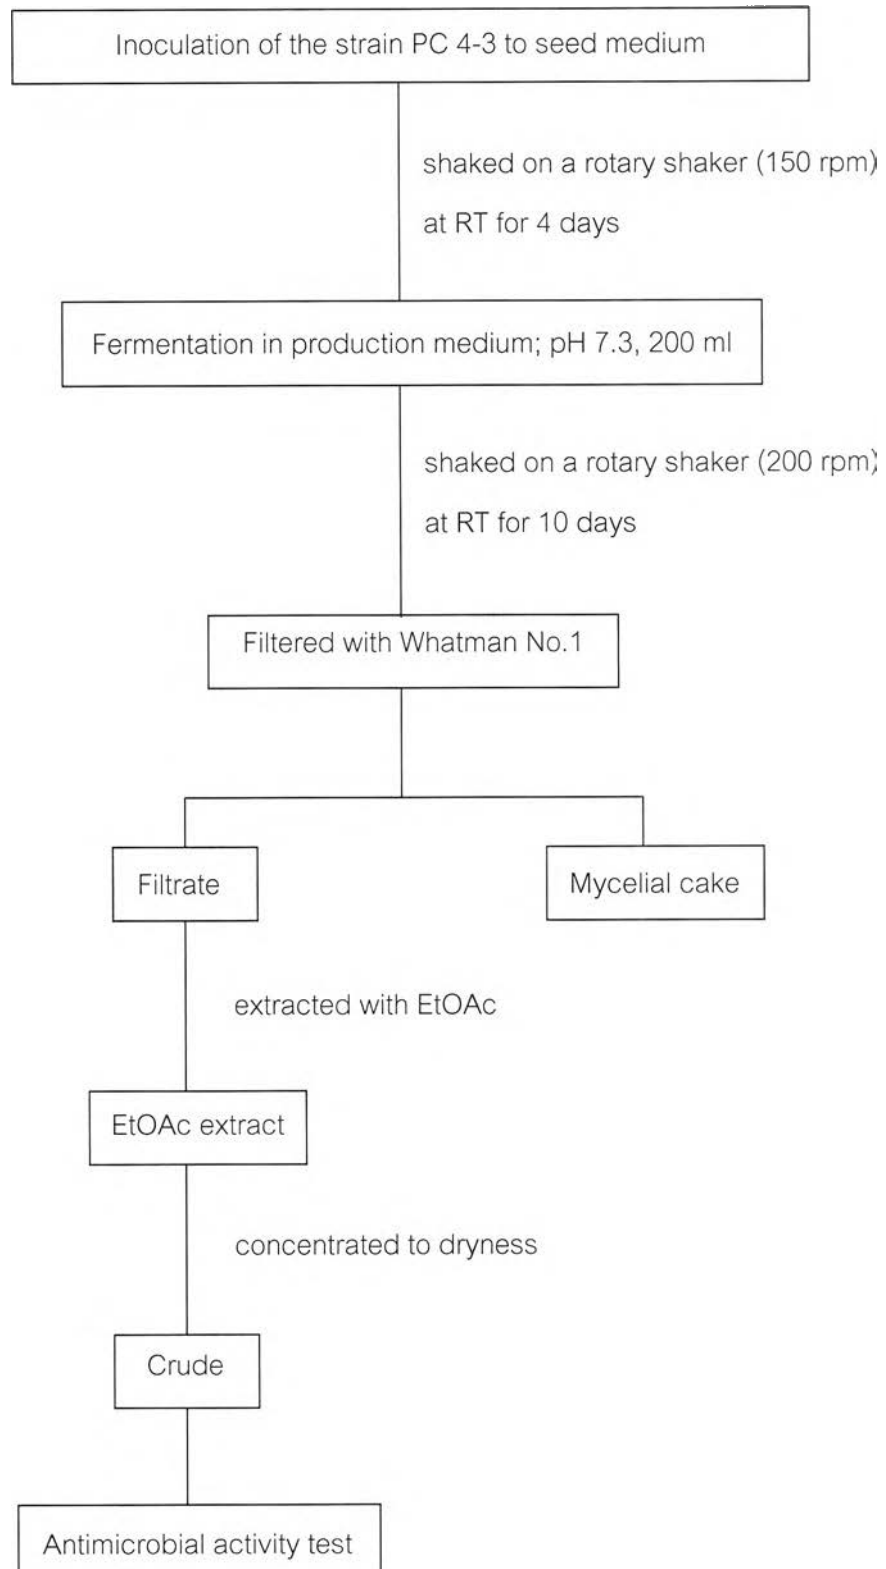 Inoculation of the strain PC 4-3 to seed medium
shaked on a rotary shaker (150 rpm)
at RT for 4 days
Fermentation in production medium; pH 7.3, 200 ml
shaked on a rotary shaker (200 rpm)
at RT for 10 days
Filtered with Whatman No.1
Filtrate
Mycelial cake
extracted with EtOAc
EtOAc extract
concentrated to dryness
Crude
Antimicrobial activity test